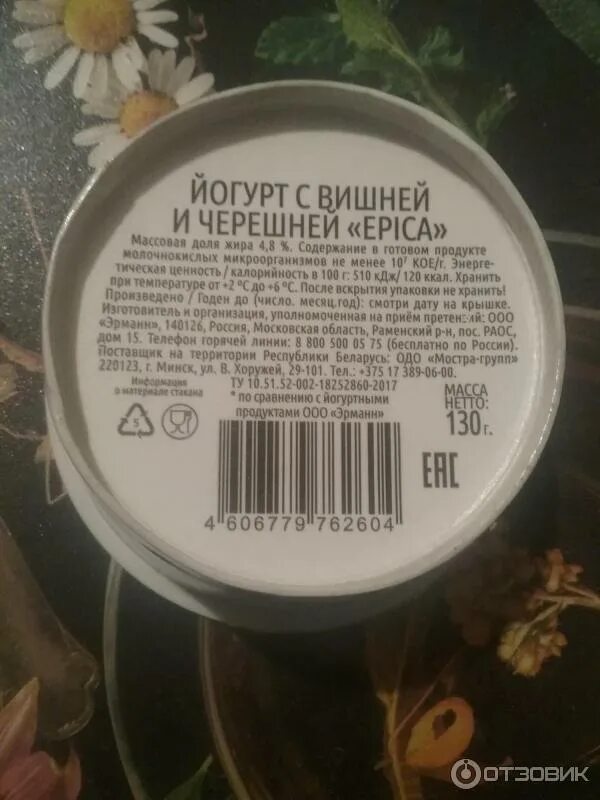 ЙОГУРТ С ВИШНЕЙ
И ЧЕРЕШНЕЙ «EPICA»
Массовая доля жира 4,8 %. Содержание в готовом продукте
молочнокислых микроорганизмов не менее 10⁷ КОЕ/г. Энерге-
тическая ценность / калорийность в 100 г: 510 кДж/ 120 ккал. Хранить
при температуре от +2 °С до +6 °С. После вскрытия упаковки не хранить!
Произведено / Годен до (число. месяц.год): смотри дату на крышке.
Изготовитель и организация, уполномоченная на приём претензий: ООО
«Эрманн», 140126, Россия, Московская область, Раменский р-н, пос. РАОС,
дом 15. Телефон горячей линии: 8 800 500 05 75 (бесплатно по России).
Поставщик на территории Республики Беларусь: ОДО «Мостра-групп»
220123, г. Минск, ул. В. Хоружей, 29-101. Тел.: +375 17 389-06-00.
Информация
о материале стакана
ТУ 10.51.52-002-18252860-2017
* по сравнению с йогуртными
продуктами ООО «Эрманн»
МАССА
НЕТТО:
130 г.
5
EAC
4 606779 762604
ОТЗОВИК